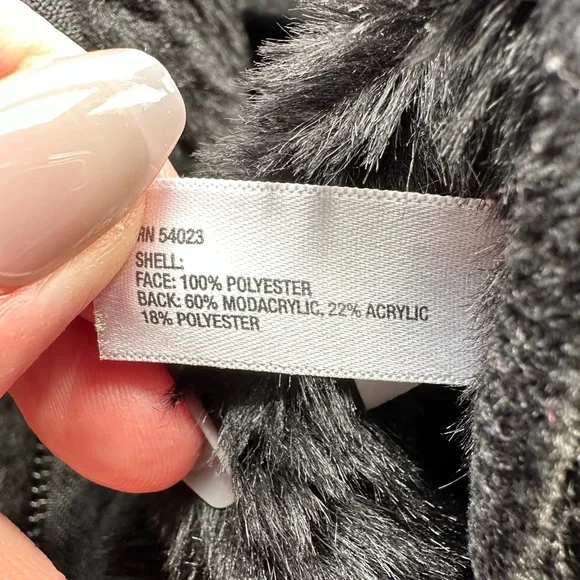 RN 54023
SHELL:
FACE: 100% POLYESTER
BACK: 60% MODACRYLIC, 22% ACRYLIC
18% POLYESTER